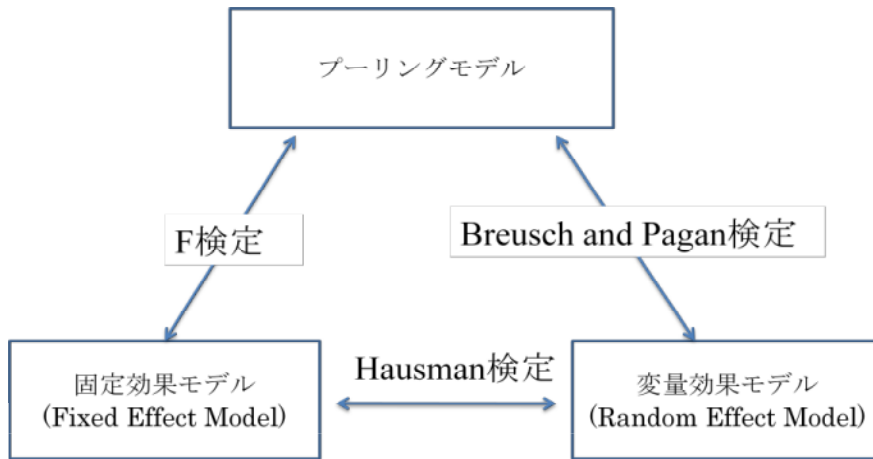 プーリングモデル
F検定
Breusch and Pagan検定
Hausman検定
固定効果モデル
(Fixed Effect Model)
変量効果モデル
(Random Effect Model)